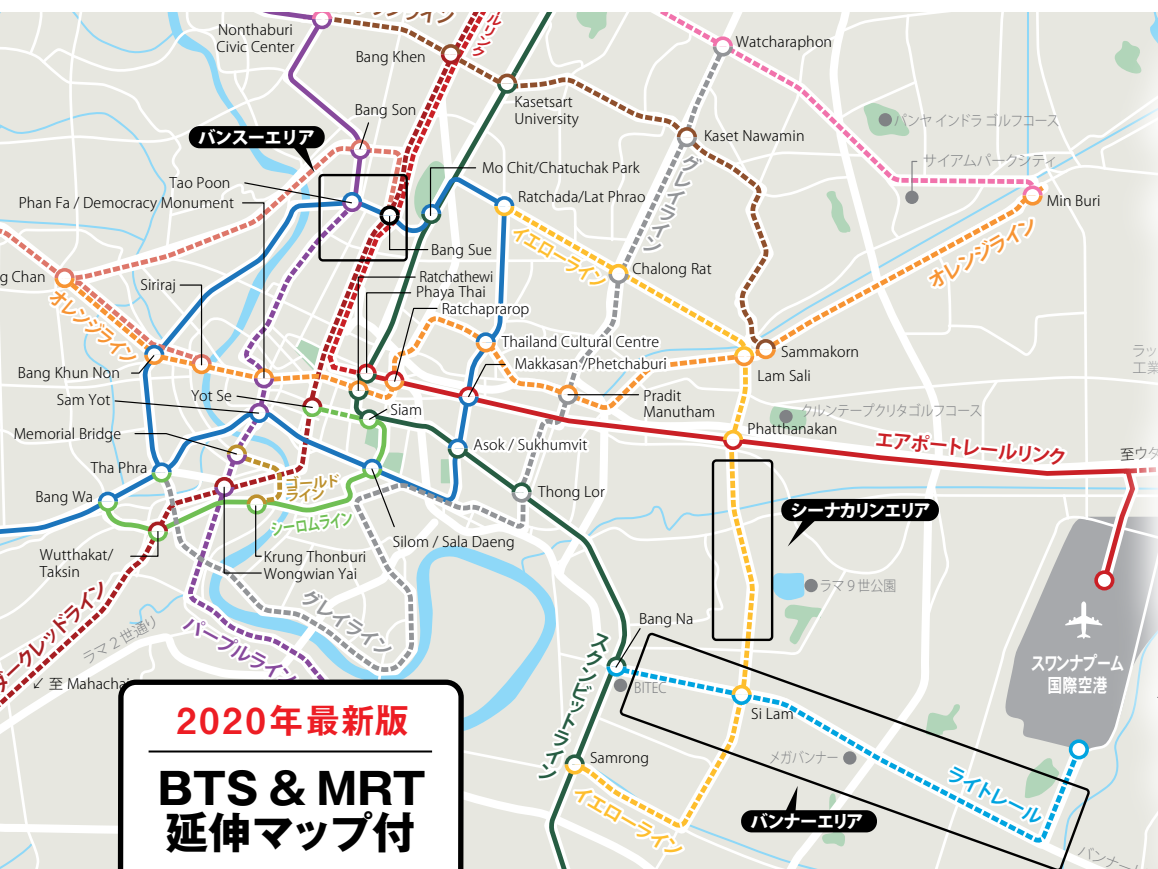 Nonthaburi
Civic Center
Bang Khen
Watcharaphon
Kasetsart
University
Bang Son
バンスーエリア
Kaset Nawamin
パンヤ インドラ ゴルフコース
サイアムパークシティ
Tao Poon
Mo Chit/Chatuchak Park
グレイライン
Phan Fa / Democracy Monument
Ratchada/Lat Phrao
Min Buri
イエローライン
オレンジライン
Bang Sue
g Chan
Siriraj
Ratchathewi
Phaya Thai
Ratchaprarop
Chalong Rat
オレンジライン
Thailand Cultural Centre
Sammakorn
Makkasan /Phetchaburi
Lam Sali
Bang Khun Non
Sam Yot
Yot Se
Siam
Pradit
Manutham
クルンテープクリタゴルフコース
Phatthanakan
Memorial Bridge
エアポートレールリンク
Asok / Sukhumvit
Tha Phra
ゴールド
ライン
Bang Wa
Thong Lor
シーナカリンエリア
シーロムライン
Silom / Sala Daeng
Wutthakat/
Taksin
Krung Thonburi
Wongwian Yai
ラマ9世公園
グレイライン
ラマ2世通り
パープルライン
ダークレッドライン
Bang Na
スクンビットライン
スワンナプーム
国際空港
↙ 至 Mahachai
BITEC
Si Lam
Samrong
メガバンナー
ライトレール
イエローライン
バンナーエリア
2020年最新版
BTS & MRT
延伸マップ付